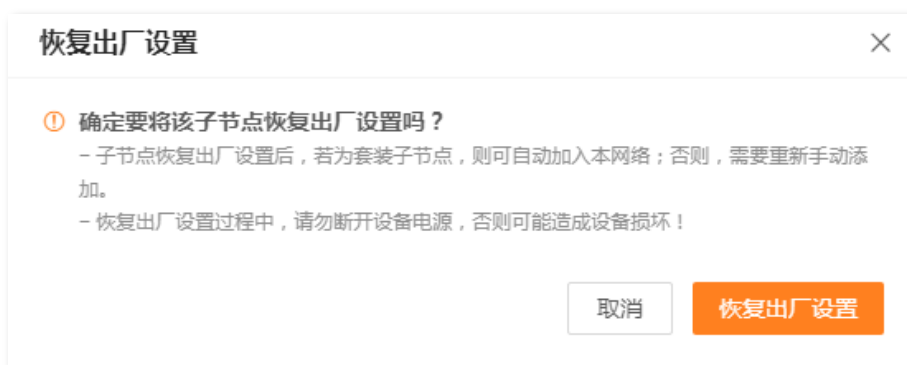 恢复出厂设置
确定要将该子节点恢复出厂设置吗？
– 子节点恢复出厂设置后，若为套装子节点，则可自动加入本网络；否则，需要重新手动添
加。
– 恢复出厂设置过程中，请勿断开设备电源，否则可能造成设备损坏！
取消 恢复出厂设置